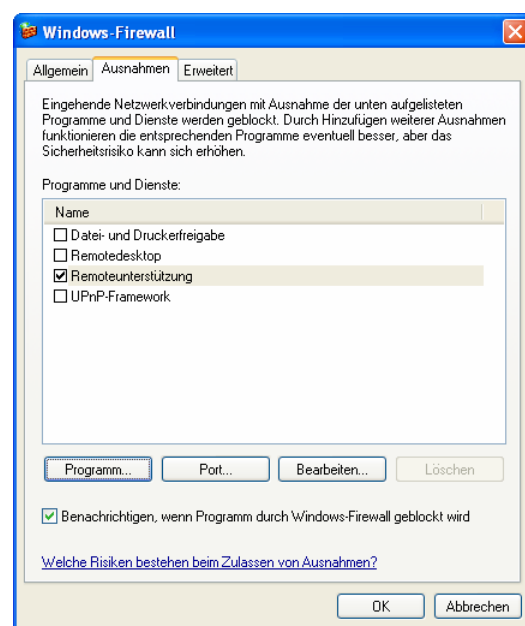 Windows-Firewall
Allgemein Ausnahmen Erweitert
Eingehende Netzwerkverbindungen mit Ausnahme der unten aufgelisteten
Programme und Dienste werden geblockt. Durch Hinzufügen weiterer Ausnahmen
funktionieren die entsprechenden Programme eventuell besser, aber das
Sicherheitsrisiko kann sich erhöhen.
Programme und Dienste:
Name
Datei- und Druckerfreigabe
Remotedesktop
Remoteunterstützung
UPnP-Framework
Programm... Port... Bearbeiten... Löschen
Benachrichtigen, wenn Programm durch Windows-Firewall geblockt wird
Welche Risiken bestehen beim Zulassen von Ausnahmen?
OK Abbrechen